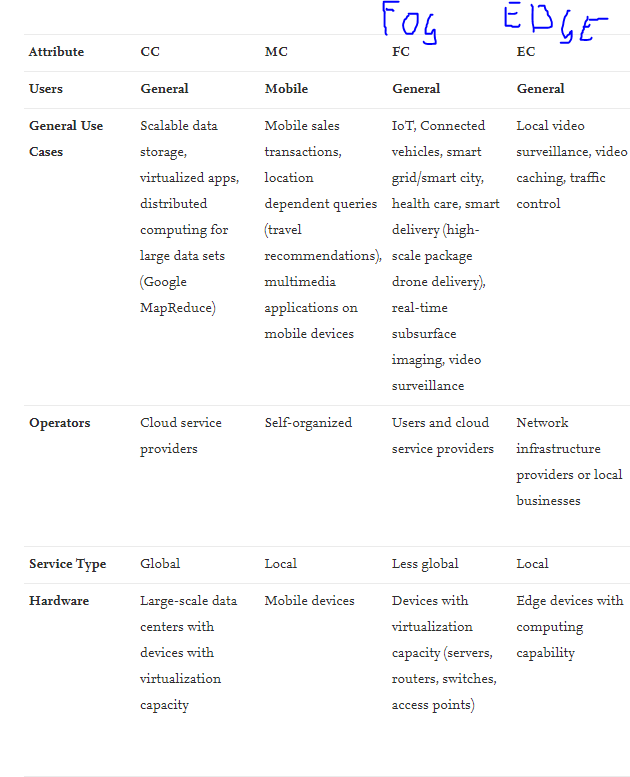 FOG EDGE
Attribute CC MC FC EC
Users General Mobile General General
General Use Scalable data Mobile sales IoT, Connected Local video
Cases storage, transactions, vehicles, smart surveillance, video
virtualized apps, location grid/smart city, caching, traffic
distributed dependent queries health care, smart control
computing for (travel delivery (high-
large data sets recommendations), scale package
(Google multimedia drone delivery),
MapReduce) applications on real-time
mobile devices subsurface
imaging, video
surveillance
Operators Cloud service Self-organized Users and cloud Network
providers service providers infrastructure
providers or local
businesses
Service Type Global Local Less global Local
Hardware Large-scale data Mobile devices Devices with Edge devices with
centers with virtualization computing
devices with capacity (servers, capability
virtualization routers, switches,
capacity access points)